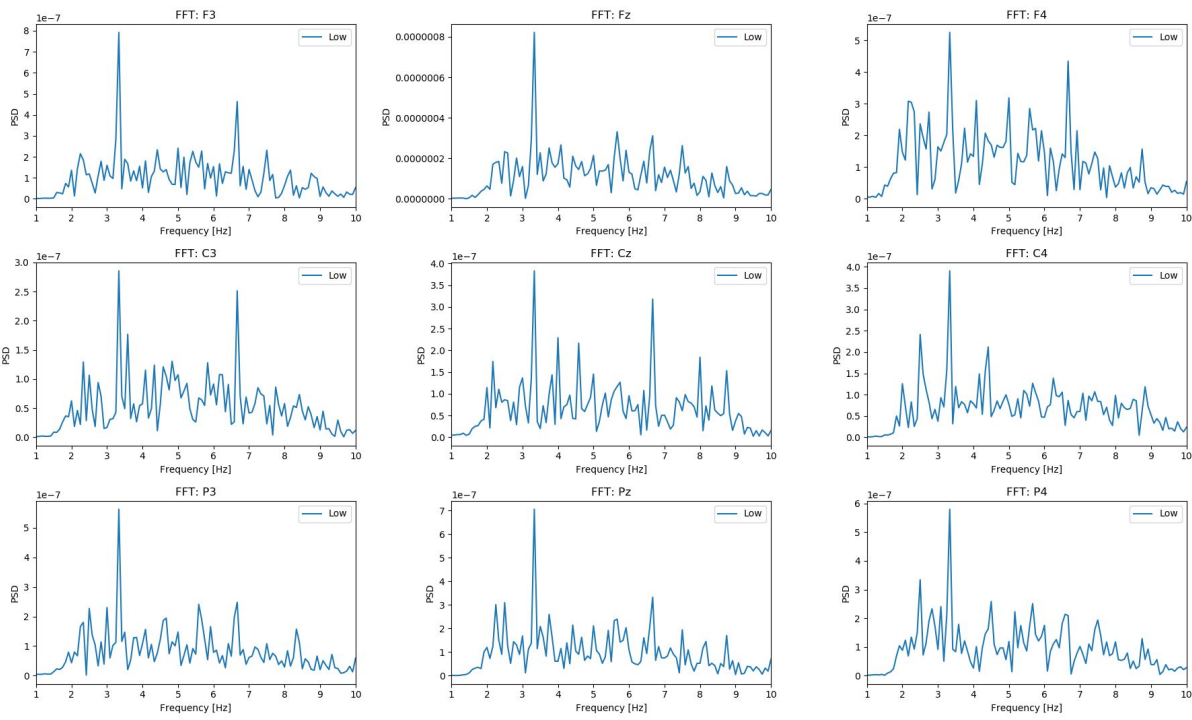 FFT: F3
1e−7
Low
PSD
8
7
6
5
4
3
2
1
0
1 2 3 4 5 6 7 8 9 10
Frequency [Hz]
FFT: Fz
Low
PSD
0.0000008
0.0000006
0.0000004
0.0000002
0.0000000
1 2 3 4 5 6 7 8 9 10
Frequency [Hz]
FFT: F4
1e−7
Low
PSD
5
4
3
2
1
0
1 2 3 4 5 6 7 8 9 10
Frequency [Hz]
FFT: C3
1e−7
Low
PSD
3.0
2.5
2.0
1.5
1.0
0.5
0.0
1 2 3 4 5 6 7 8 9 10
Frequency [Hz]
FFT: Cz
1e−7
Low
PSD
4.0
3.5
3.0
2.5
2.0
1.5
1.0
0.5
0.0
1 2 3 4 5 6 7 8 9 10
Frequency [Hz]
FFT: C4
1e−7
Low
PSD
4.0
3.5
3.0
2.5
2.0
1.5
1.0
0.5
0.0
1 2 3 4 5 6 7 8 9 10
Frequency [Hz]
FFT: P3
1e−7
Low
PSD
5
4
3
2
1
0
1 2 3 4 5 6 7 8 9 10
Frequency [Hz]
FFT: Pz
1e−7
Low
PSD
7
6
5
4
3
2
1
0
1 2 3 4 5 6 7 8 9 10
Frequency [Hz]
FFT: P4
1e−7
Low
PSD
6
5
4
3
2
1
0
1 2 3 4 5 6 7 8 9 10
Frequency [Hz]